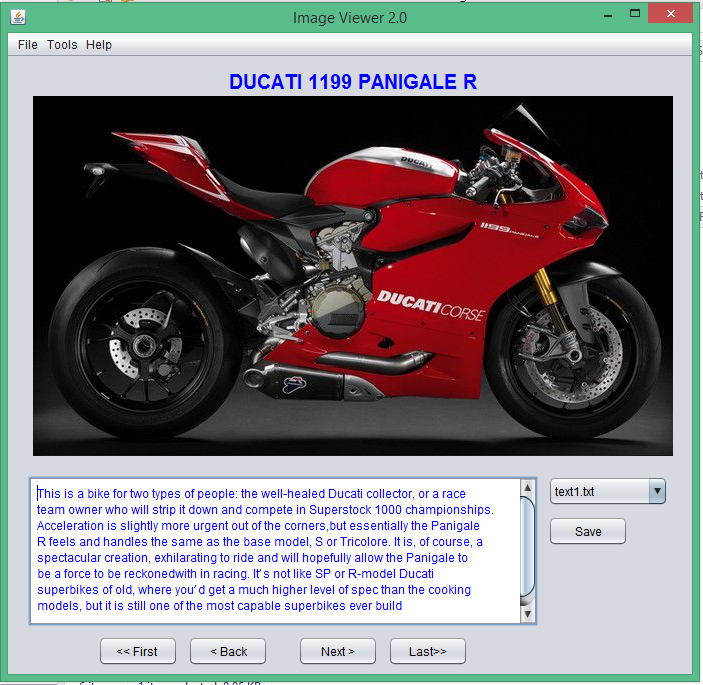 Image Viewer 2.0
File Tools Help
DUCATI 1199 PANIGALE R
DUCATI
1199 PANIGALE
DUCATICORSE
This is a bike for two types of people: the well-healed Ducati collector, or a race
team owner who will strip it down and compete in Superstock 1000 championships.
Acceleration is slightly more urgent out of the corners,but essentially the Panigale
R feels and handles the same as the base model, S or Tricolore. It is, of course, a
spectacular creation, exhilarating to ride and will hopefully allow the Panigale to
be a force to be reckonedwith in racing. It's not like SP or R-model Ducati
superbikes of old, where you'd get a much higher level of spec than the cooking
models, but it is still one of the most capable superbikes ever build
text1.txt
Save
<< First < Back Next > Last>>